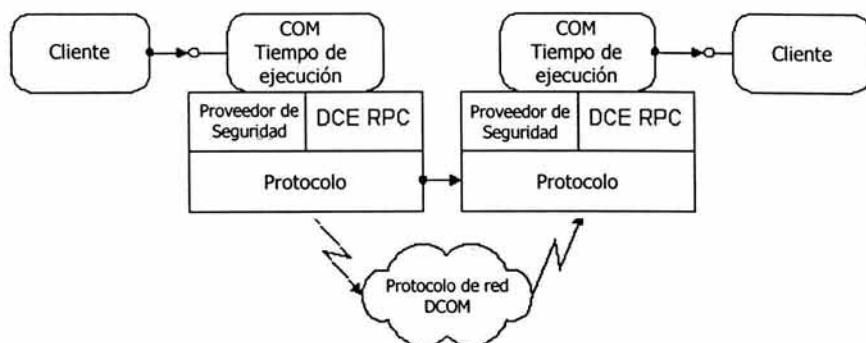 Cliente
COM
Tiempo de
ejecución
COM
Tiempo de
ejecución
Cliente
Proveedor de
Seguridad
DCE RPC
Proveedor de
Seguridad
DCE RPC
Protocolo
Protocolo
Protocolo de red
DCOM